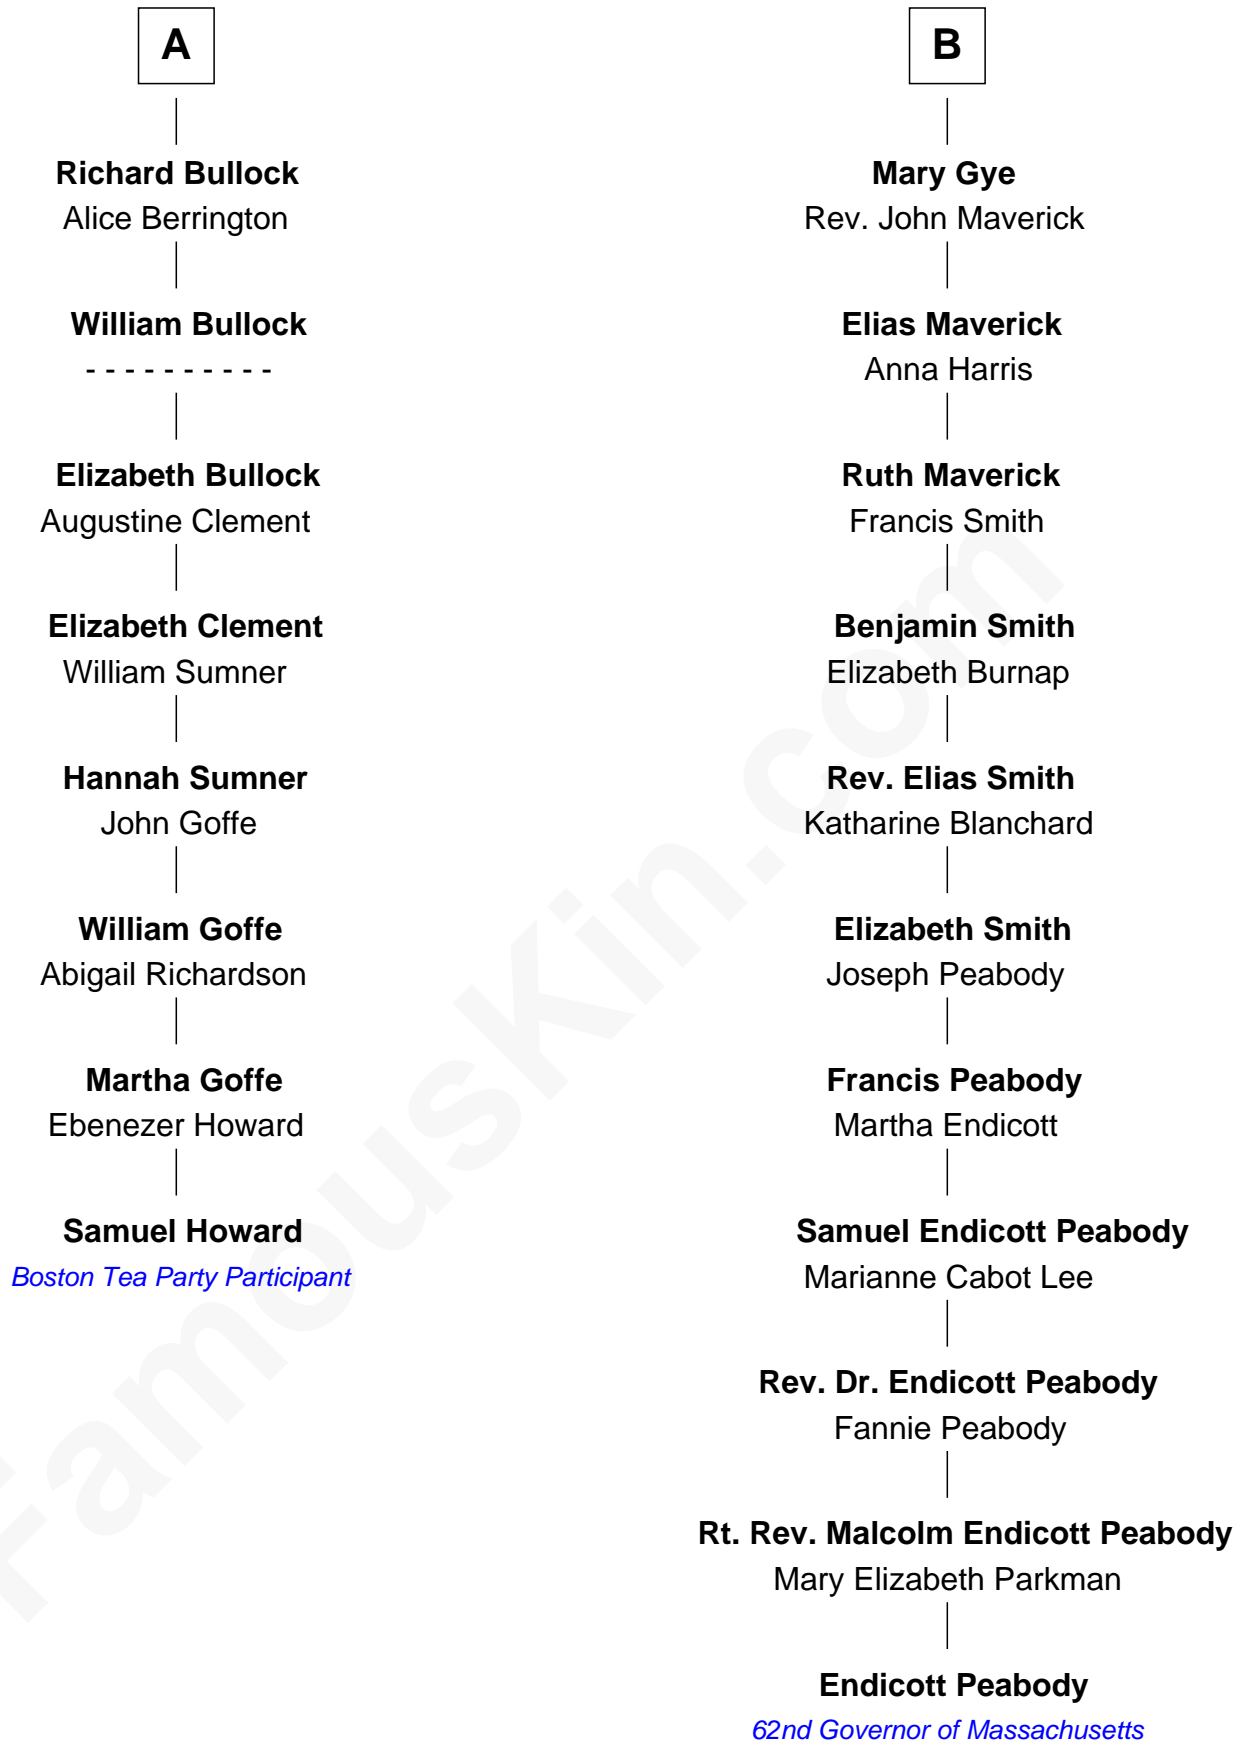 A
Richard Bullock
Alice Berrington
William Bullock
- - - - - - - - - -
Elizabeth Bullock
Augustine Clement
Elizabeth Clement
William Sumner
Hannah Sumner
John Goffe
William Goffe
Abigail Richardson
Martha Goffe
Ebenezer Howard
Samuel Howard
Boston Tea Party Participant
B
Mary Gye
Rev. John Maverick
Elias Maverick
Anna Harris
Ruth Maverick
Francis Smith
Benjamin Smith
Elizabeth Burnap
Rev. Elias Smith
Katharine Blanchard
Elizabeth Smith
Joseph Peabody
Francis Peabody
Martha Endicott
Samuel Endicott Peabody
Marianne Cabot Lee
Rev. Dr. Endicott Peabody
Fannie Peabody
Rt. Rev. Malcolm Endicott Peabody
Mary Elizabeth Parkman
Endicott Peabody
62nd Governor of Massachusetts
FamousKin.com